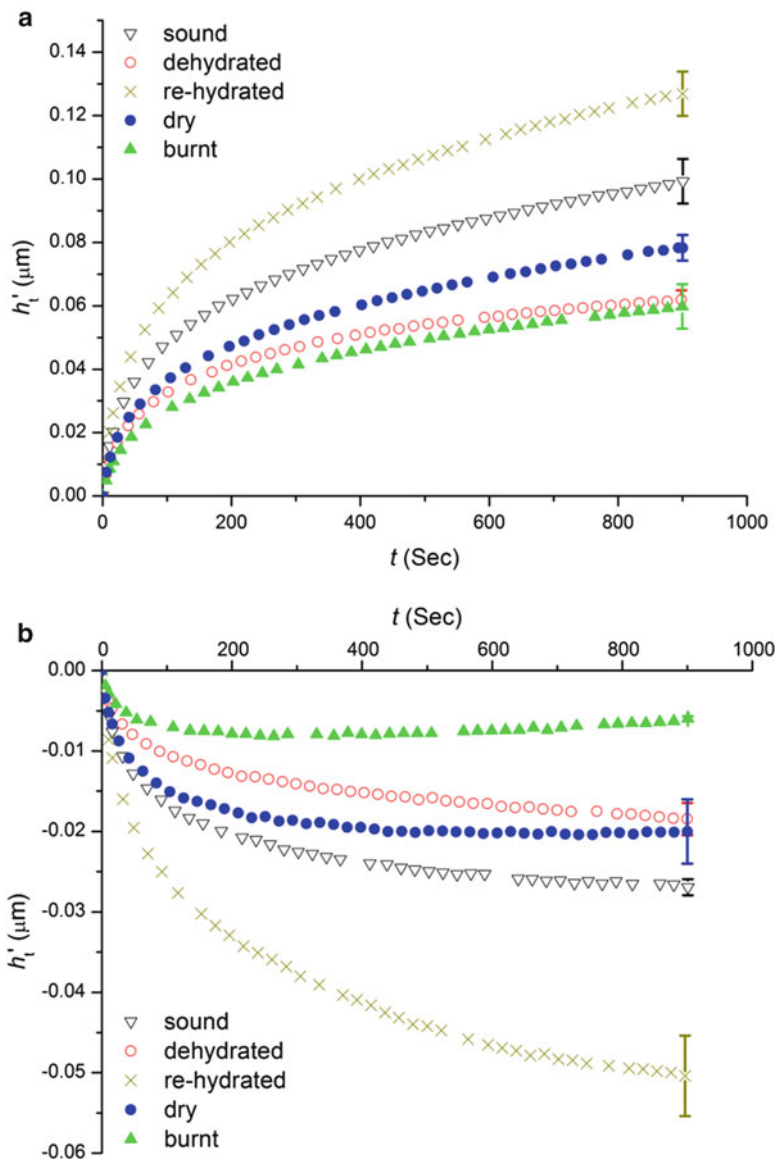 a
sound
dehydrated
re-hydrated
dry
burnt
0.14
0.12
0.10
0.08
0.06
0.04
0.02
0.00
h't (μm)
0 200 400 600 800 1000
t (Sec)
b
t (Sec)
0 200 400 600 800 1000
0.00
-0.01
-0.02
-0.03
-0.04
-0.05
-0.06
h't (μm)
sound
dehydrated
re-hydrated
dry
burnt